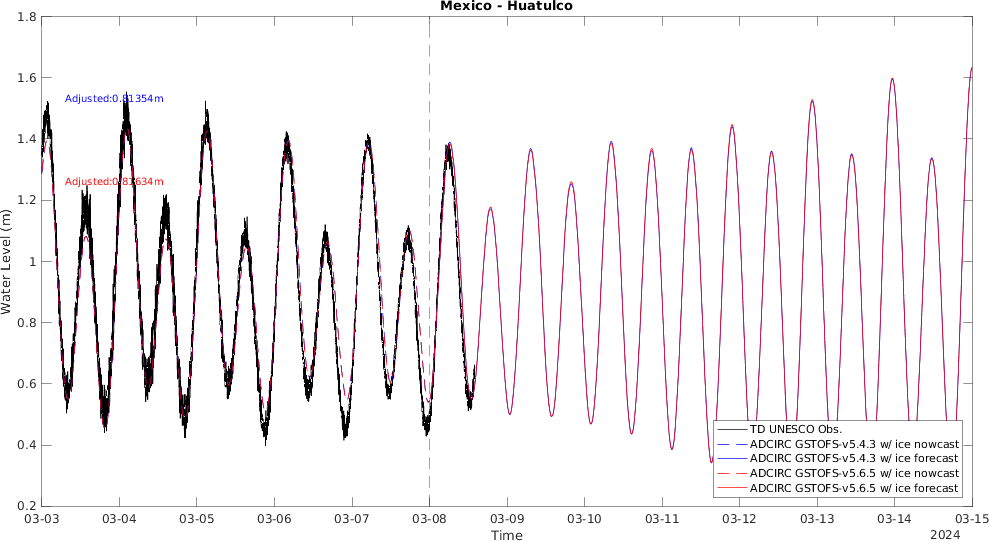 Mexico - Huatulco
1.8
1.6
1.4
1.2
1
0.8
0.6
0.4
0.2
Water Level (m)
Adjusted:0.81354m
Adjusted:0.81634m
TD UNESCO Obs.
ADCIRC GSTOFS-v5.4.3 w/ ice nowcast
ADCIRC GSTOFS-v5.4.3 w/ ice forecast
ADCIRC GSTOFS-v5.6.5 w/ ice nowcast
ADCIRC GSTOFS-v5.6.5 w/ ice forecast
03-03 03-04 03-05 03-06 03-07 03-08 03-09 03-10 03-11 03-12 03-13 03-14 03-15
Time
2024